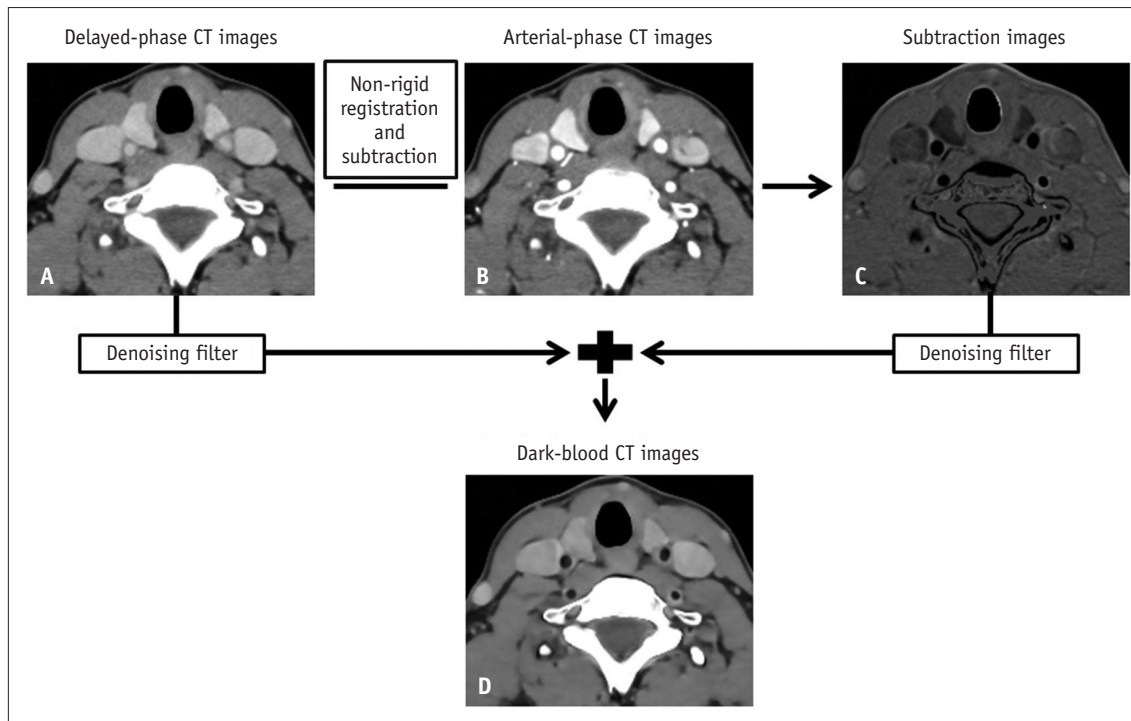 Delayed-phase CT images
Arterial-phase CT images
Subtraction images
Non-rigid
registration
and
subtraction
A
B
C
Denoising filter
Denoising filter
Dark-blood CT images
D